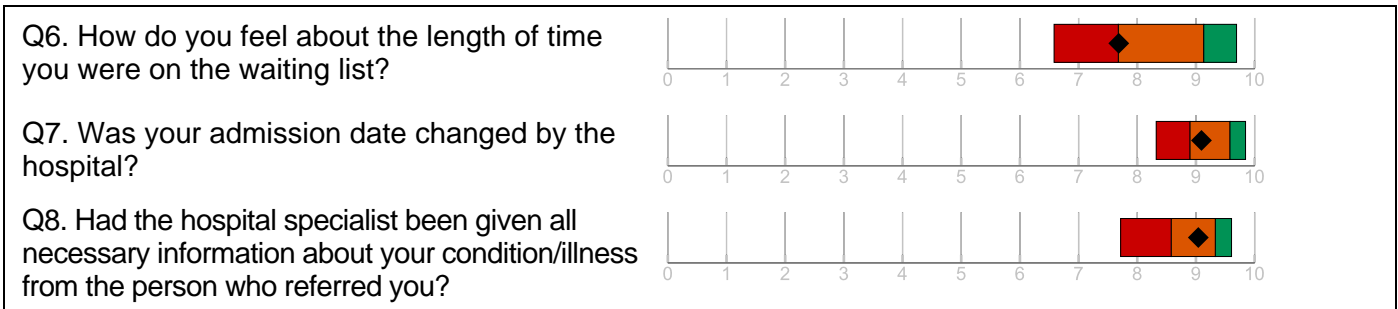 Q6. How do you feel about the length of time
you were on the waiting list?
0 1 2 3 4 5 6 7 8 9 10
Q7. Was your admission date changed by the
hospital?
0 1 2 3 4 5 6 7 8 9 10
Q8. Had the hospital specialist been given all
necessary information about your condition/illness
from the person who referred you?
0 1 2 3 4 5 6 7 8 9 10